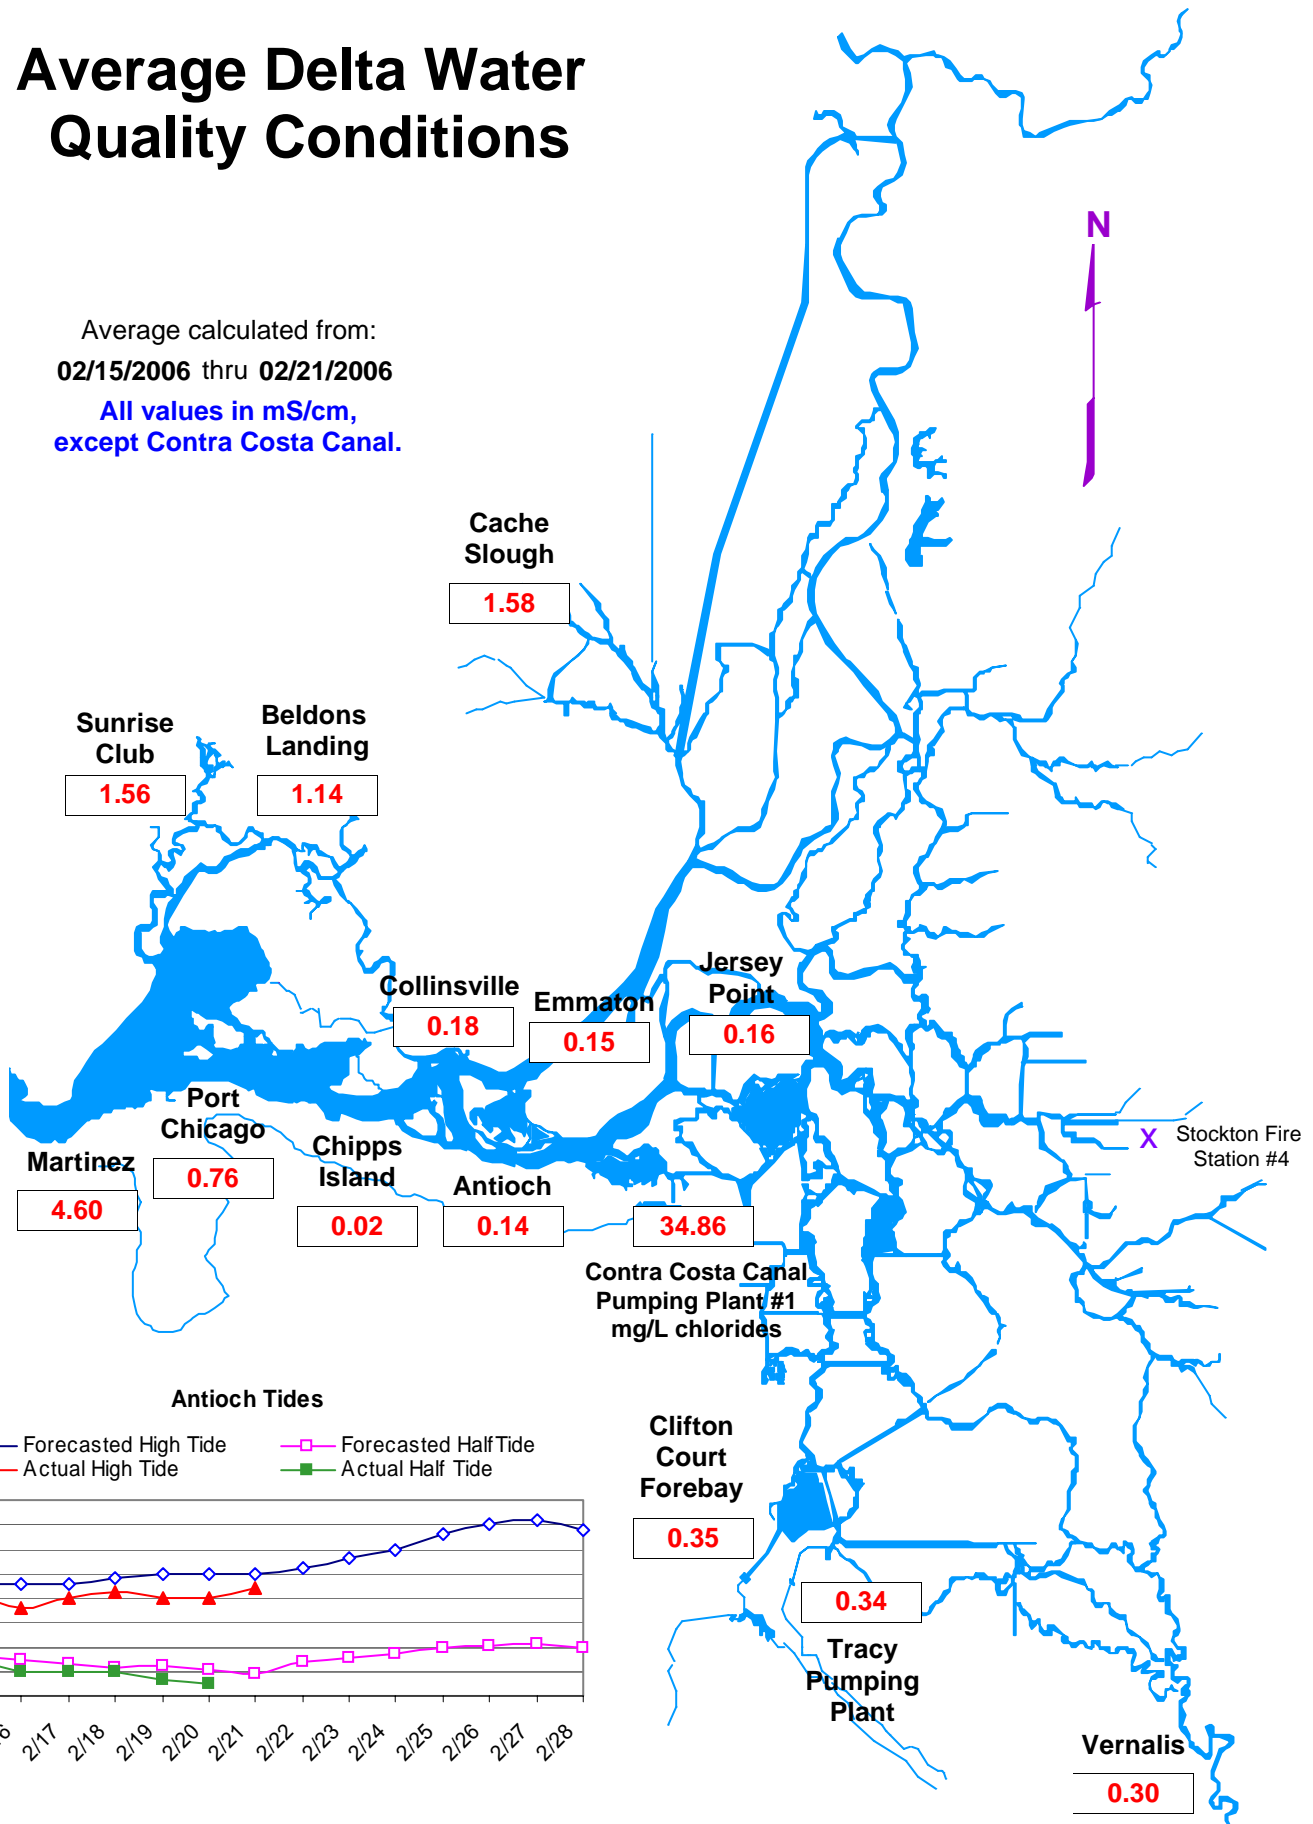 Average Delta Water
Quality Conditions
N
Average calculated from:
02/15/2006 thru 02/21/2006
All values in mS/cm,
except Contra Costa Canal.
Cache
Slough
1.58
Sunrise
Club
1.56
Beldons
Landing
1.14
Collinsville
0.18
Emmaton
0.15
Jersey
Point
0.16
Port
Chicago
0.76
Martinez
4.60
Chipps
Island
0.02
Antioch
0.14
34.86
Contra Costa Canal
Pumping Plant #1
mg/L chlorides
X
Stockton Fire
Station #4
Antioch Tides
Forecasted High Tide
Forecasted HalfTide
Actual High Tide
Actual Half Tide
6
2/17
2/18
2/19
2/20
2/21
2/22
2/23
2/24
2/25
2/26
2/27
2/28
Clifton
Court
Forebay
0.35
0.34
Tracy
Pumping
Plant
Vernalis
0.30